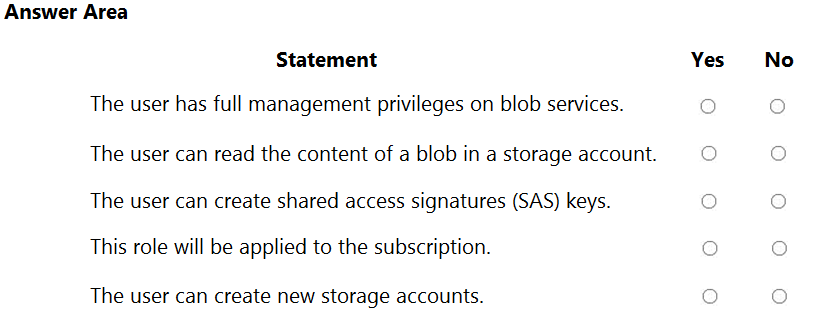 Answer Area
Statement Yes No
The user has full management privileges on blob services.
The user can read the content of a blob in a storage account.
The user can create shared access signatures (SAS) keys.
This role will be applied to the subscription.
The user can create new storage accounts.